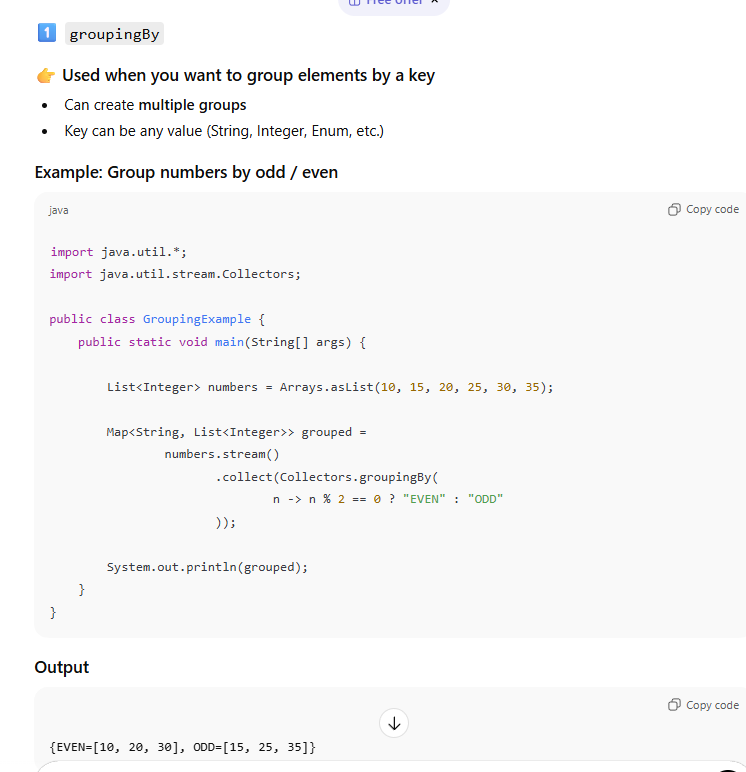 Free offer
1 groupingBy
👉 Used when you want to group elements by a key
• Can create multiple groups
• Key can be any value (String, Integer, Enum, etc.)
Example: Group numbers by odd / even
java
Copy code
import java.util.*;
import java.util.stream.Collectors;
public class GroupingExample {
    public static void main(String[] args) {
        List<Integer> numbers = Arrays.asList(10, 15, 20, 25, 30, 35);
        Map<String, List<Integer>> grouped =
                numbers.stream()
                       .collect(Collectors.groupingBy(
                               n -> n % 2 == 0 ? "EVEN" : "ODD"
                       ));
        System.out.println(grouped);
    }
}
Output
Copy code
{EVEN=[10, 20, 30], ODD=[15, 25, 35]}